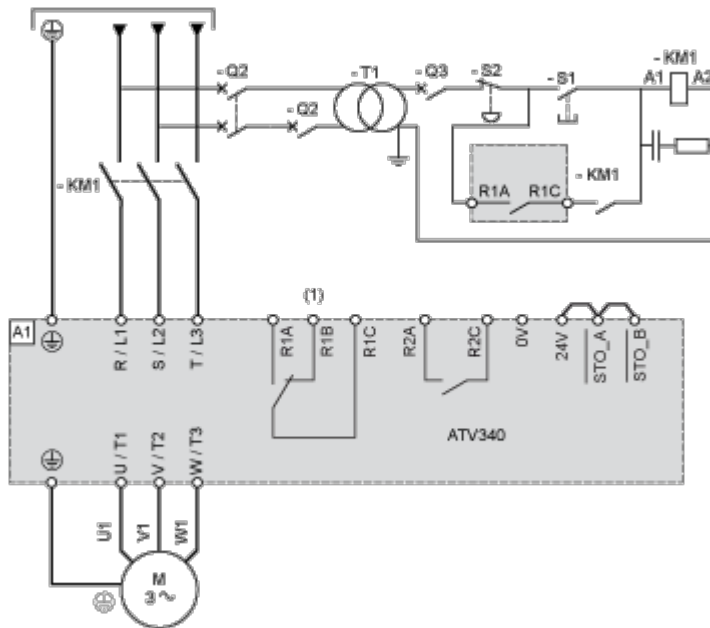 - Q2
- T1
- Q3
- S2
- S1
- KM1
A1
A2
- Q2
- KM1
R1A
R1C
- KM1
(1)
A1
R / L1
S / L2
T / L3
R1A
R1B
R1C
R2A
R2C
0V
24V
STO_A
STO_B
ATV340
U / T1
V / T2
W / T3
U1
V1
W1
M
3 ~